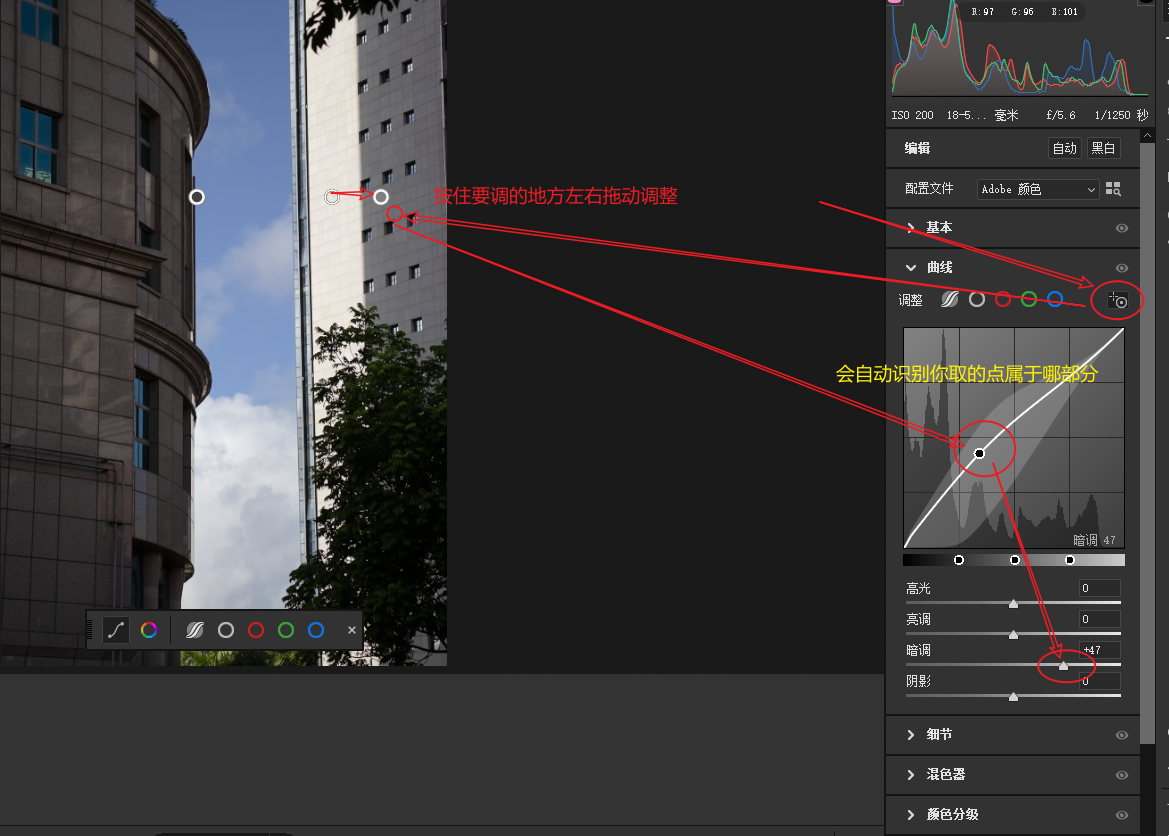 R: 97 G: 96 B: 101
ISO 200 18-5... 毫米 f/5.6 1/1250 秒
编辑 自动 黑白
配置文件 Adobe 颜色
按住要调的地方左右拖动调整
基本
曲线
调整
会自动识别你取的点属于哪部分
暗调 47
高光 0
亮调 0
暗调 +47
阴影 0
细节
混色器
颜色分级